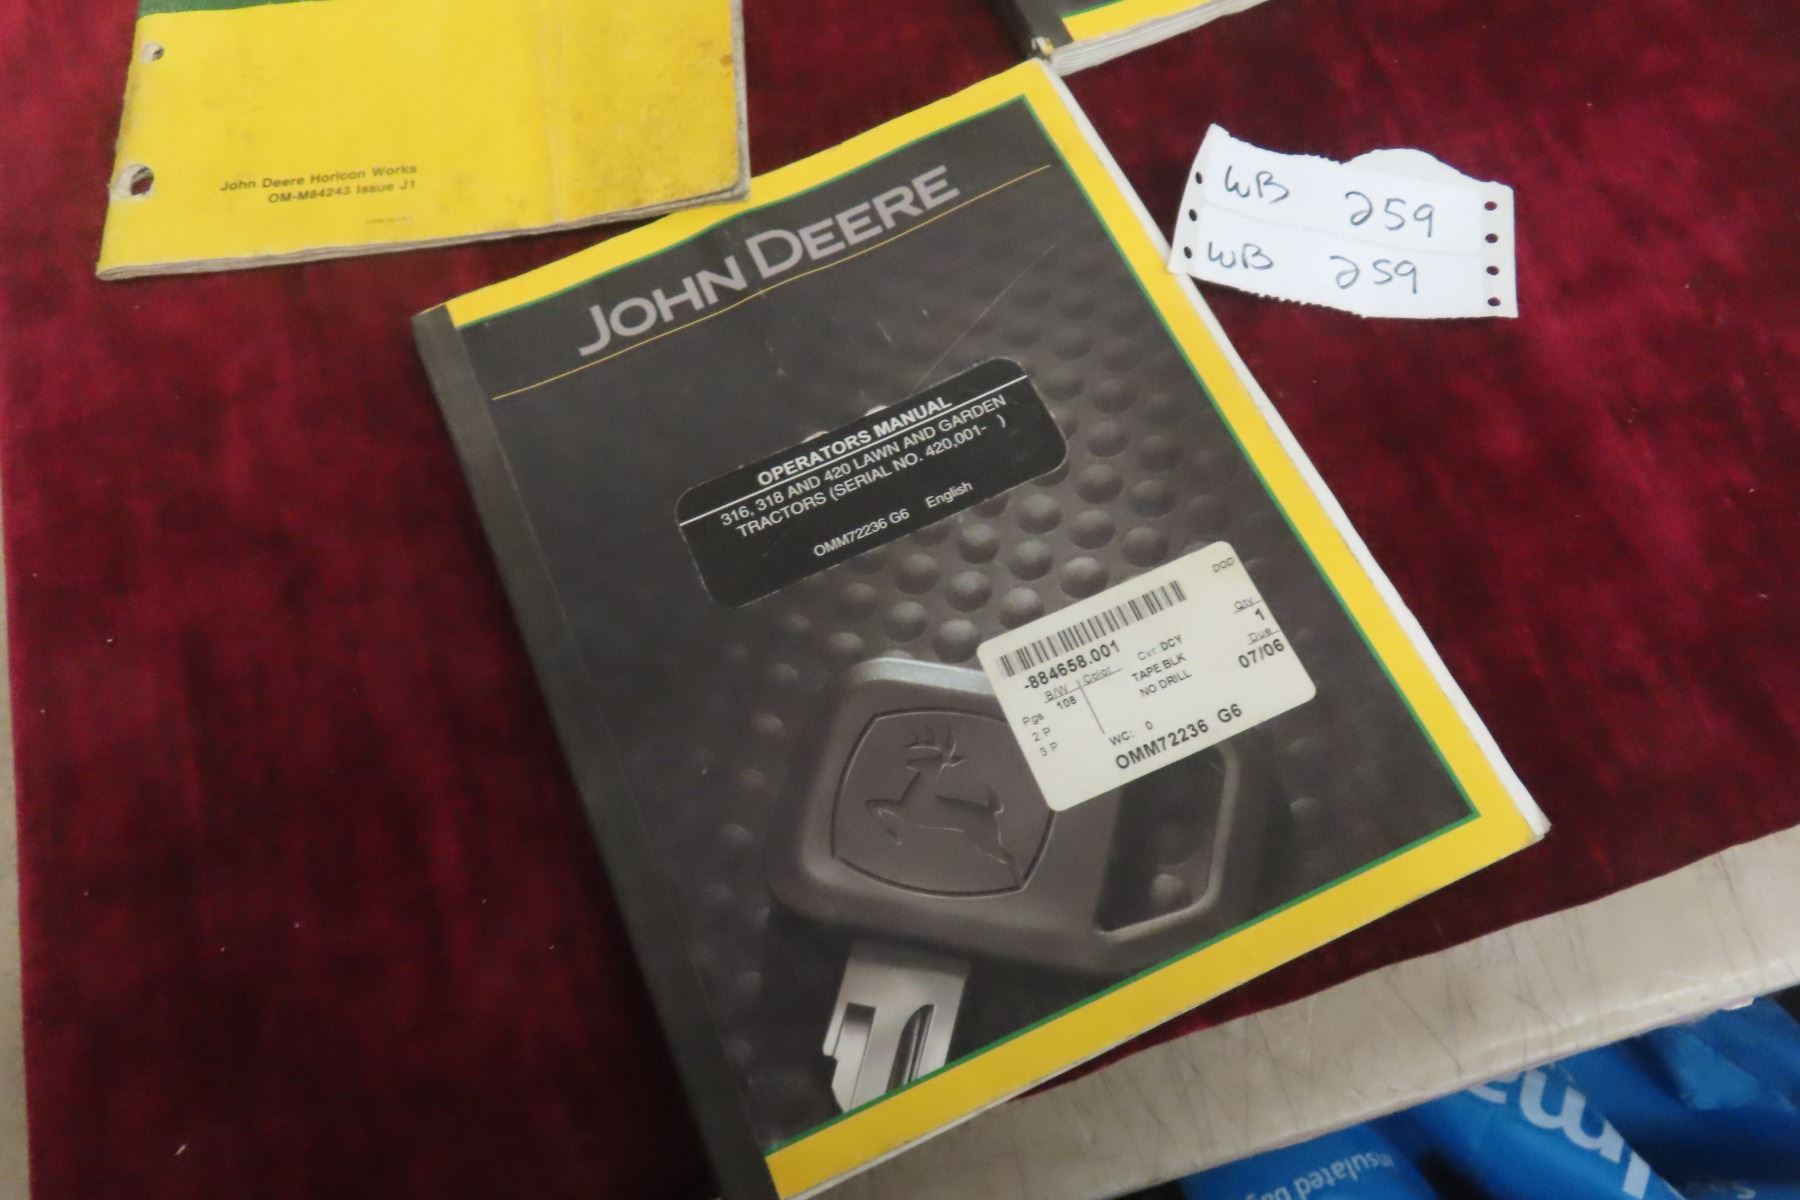 John Deere Horicon Works
OM-M84243 Issue J1
JOHN DEERE
OPERATORS MANUAL
316, 318 AND 420 LAWN AND GARDEN
TRACTORS (SERIAL NO. 420,001- )
OMM72236 G6 English
WB 259
WB 259
DOD
-884658.001
B/W Color
Pgs 108
2 P
3 P
Cvr: DCY
TAPE BLK
NO DRILL
Qty
1
Due
07/06
WC: 0
OMM72236 G6
insulated